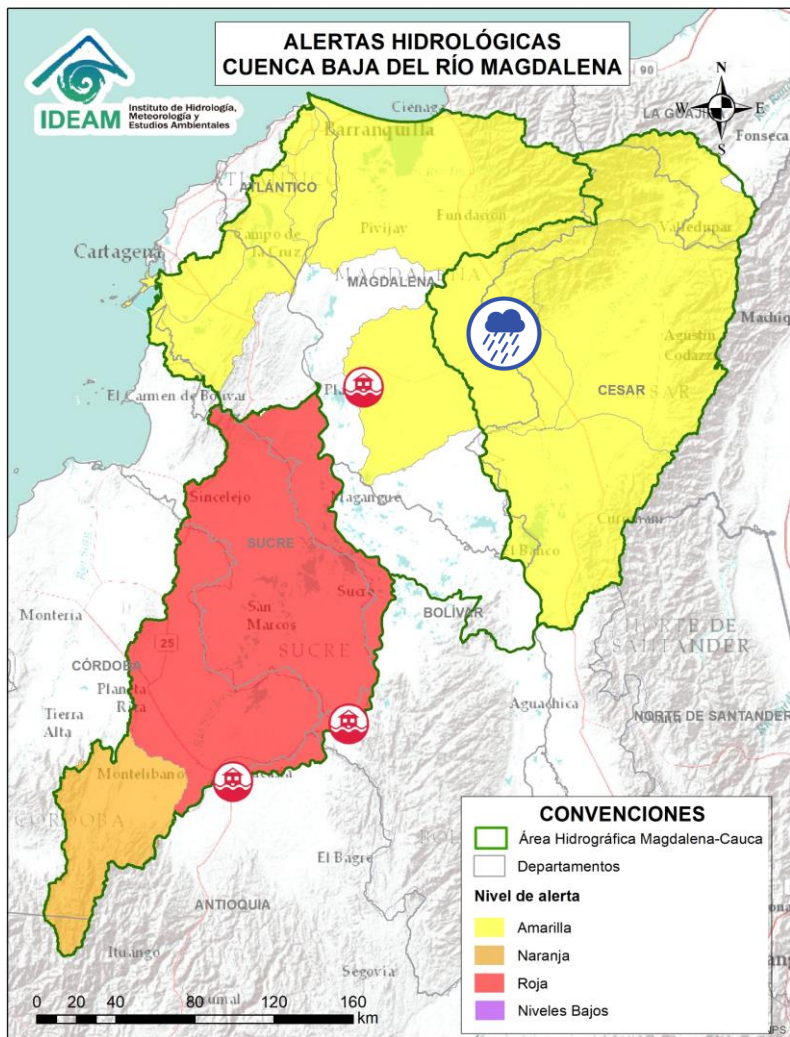 ALERTAS HIDROLÓGICAS
CUENCA BAJA DEL RÍO MAGDALENA
IDEAM
Instituto de Hidrología,
Meteorología y
Estudios Ambientales
N
W
E
S
90
Ciénaga
LA GUAJIRA
Fonseca
Barranquilla
ATLÁNTICO
Fundación
Pivijay
Valledupar
Campo de
la Cruz
Cartagena
MAGDALENA
MAGDALENA
Agustín
Codazzi
CESAR
El Carmen de Bolívar
Sincelejo
Magangue
SUCRE
Sucre
El Banco
San
Marcos
SUCRE
BOLÍVAR
Montería
25
CÓRDOBA
Planeta
Rica
Tierra
Alta
NORTE DE
SANTANDER
Aguachica
NORTE DE SANTANDER
Montelibano
CÓRDOBA
El Bagre
ANTIOQUIA
Ituango
Segovia
CONVENCIONES
Área Hidrográfica Magdalena-Cauca
Departamentos
Nivel de alerta
Amarilla
Naranja
Roja
Niveles Bajos
0 20 40 80 120 160
km